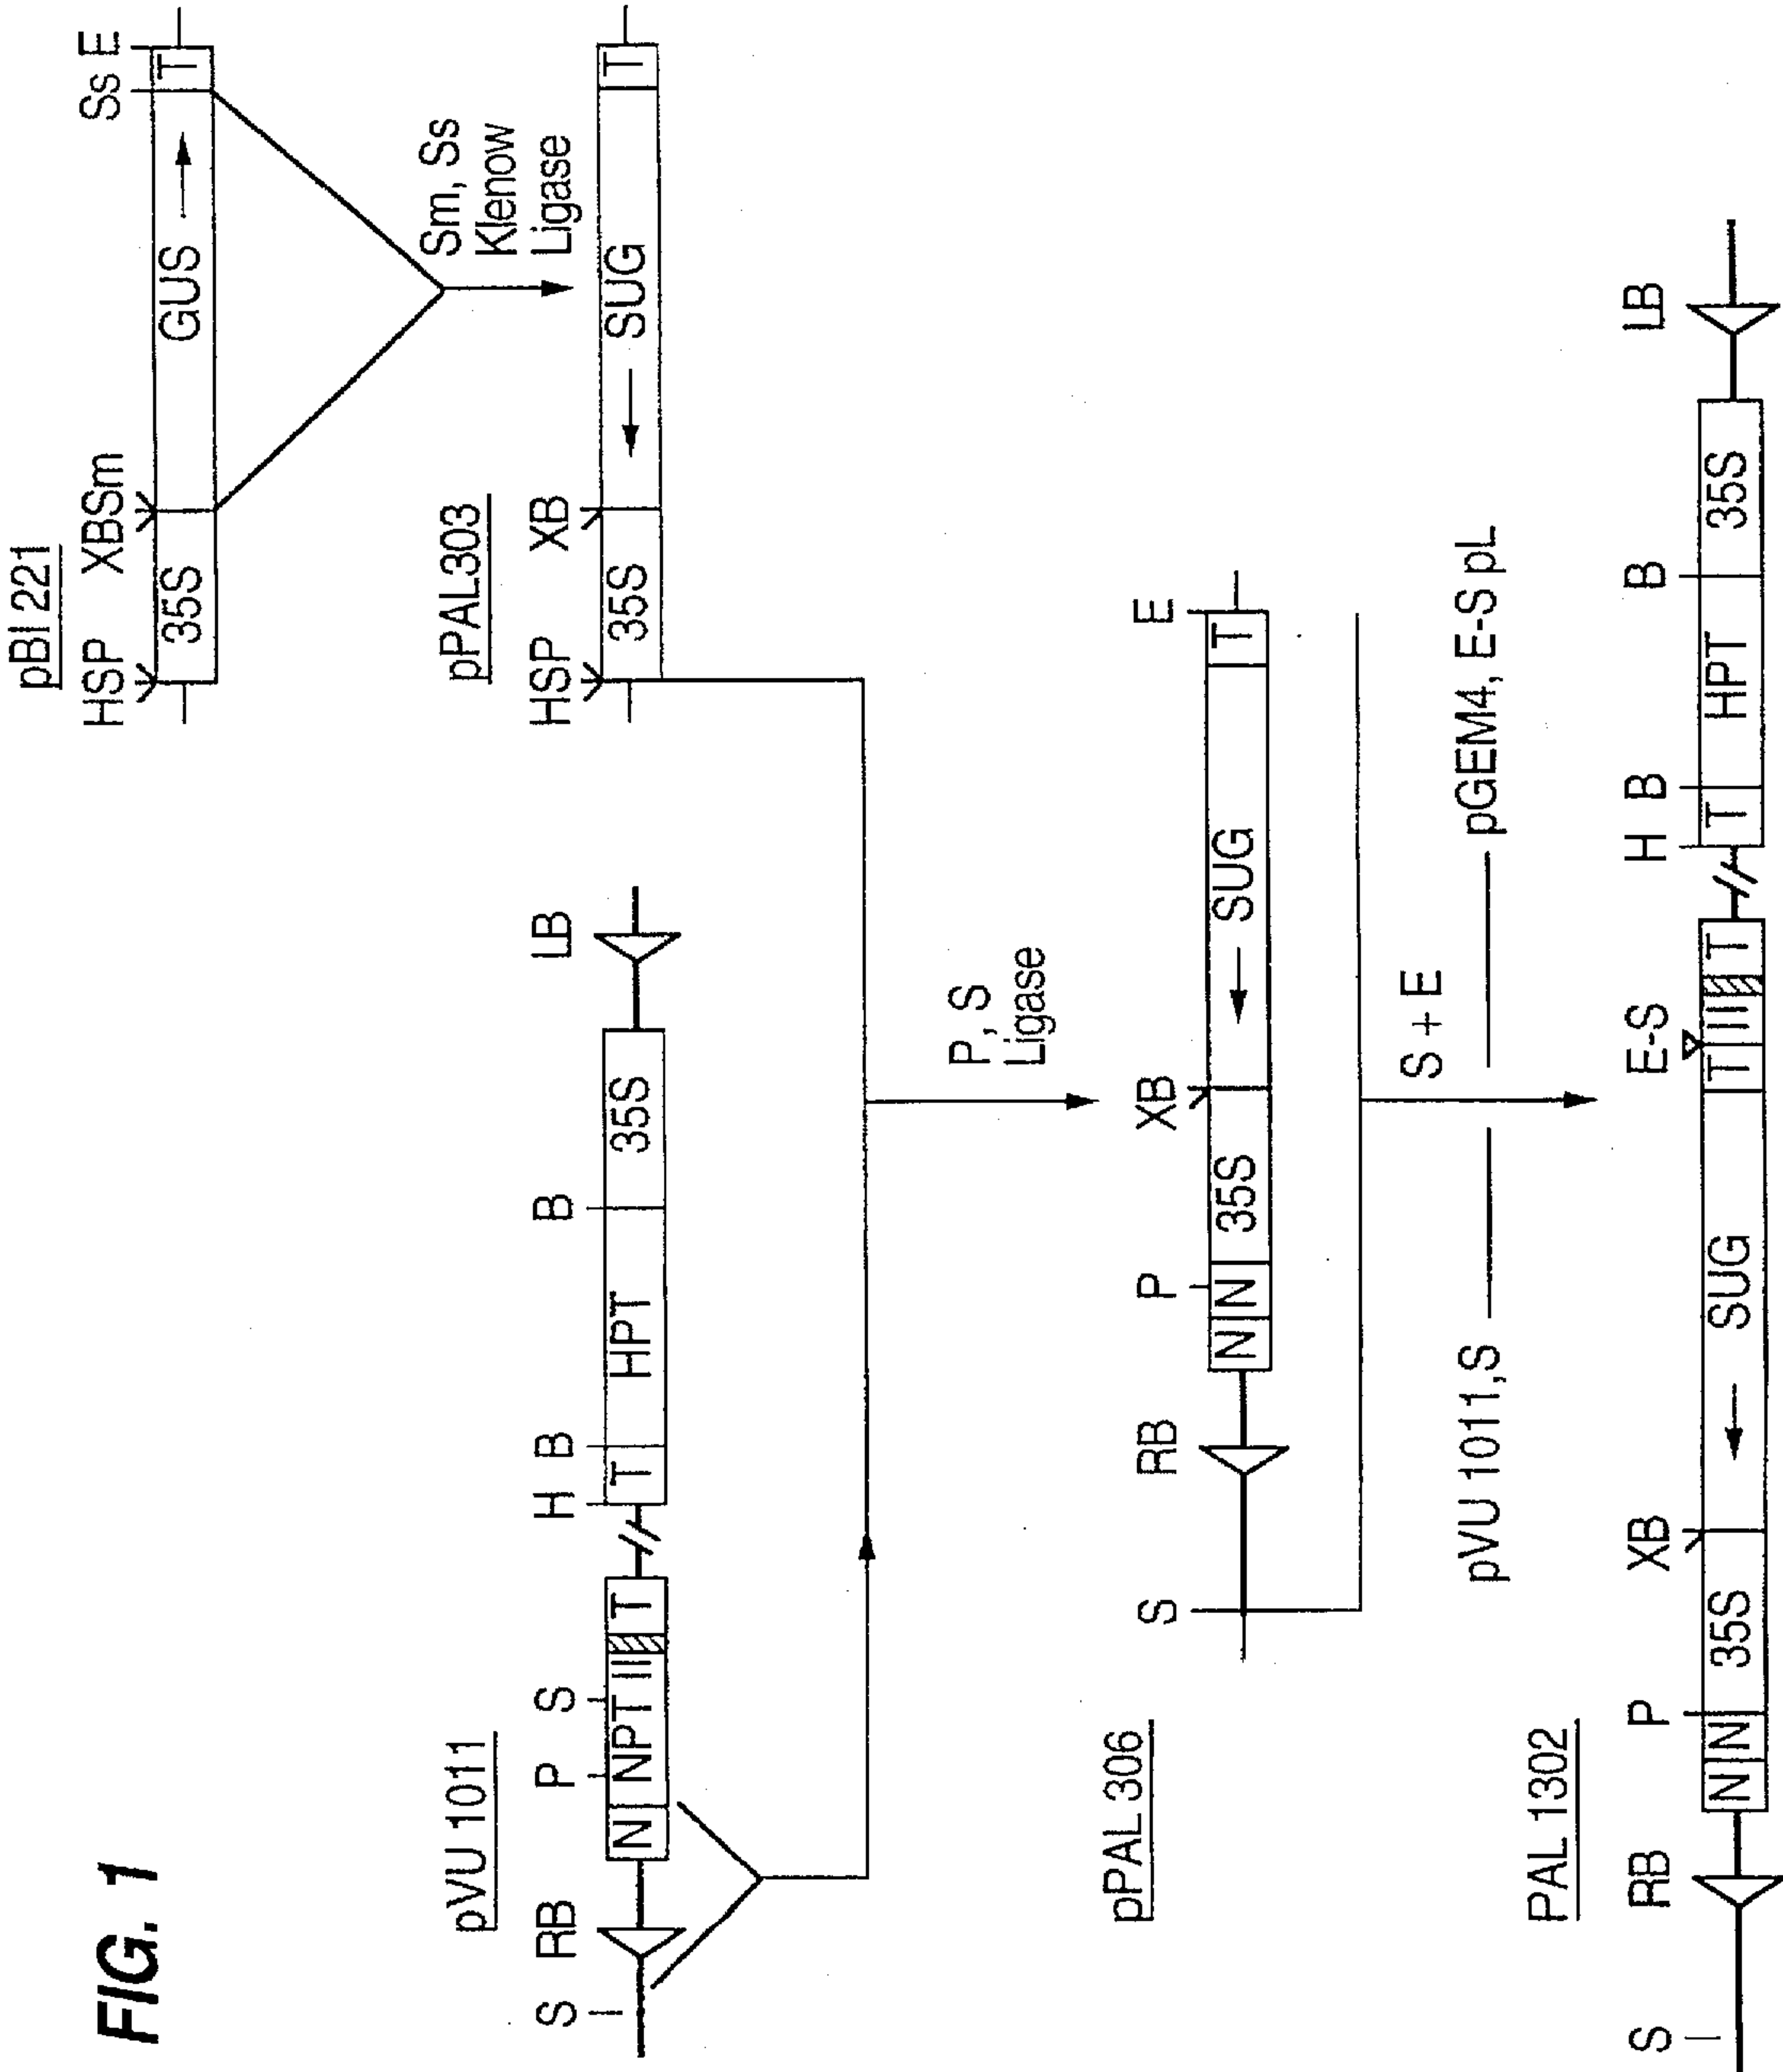 FIG. 1
pBI 221
HSP XBSm Ss E
35S GUS T
Sm, Ss
Klenow
Ligase
pPAL303
HSP XB
35S SUG T
pVU 1011
S RB P S H B B LB
N NPT II T T HPT 35S
P, S
Ligase
pPAL 306
S RB P XB E
N N 35S SUG T
S + E
pVU 1011,S pGEM4, E-S pL
PAL 1302
S RB P XB E-S H B B LB
N N 35S SUG T II T T HPT 35S